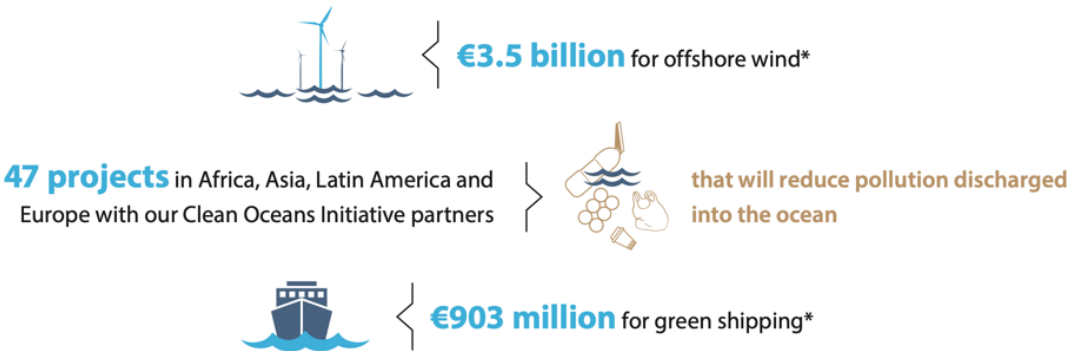 €3.5 billion for offshore wind*
47 projects in Africa, Asia, Latin America and
Europe with our Clean Oceans Initiative partners
that will reduce pollution discharged
into the ocean
€903 million for green shipping*